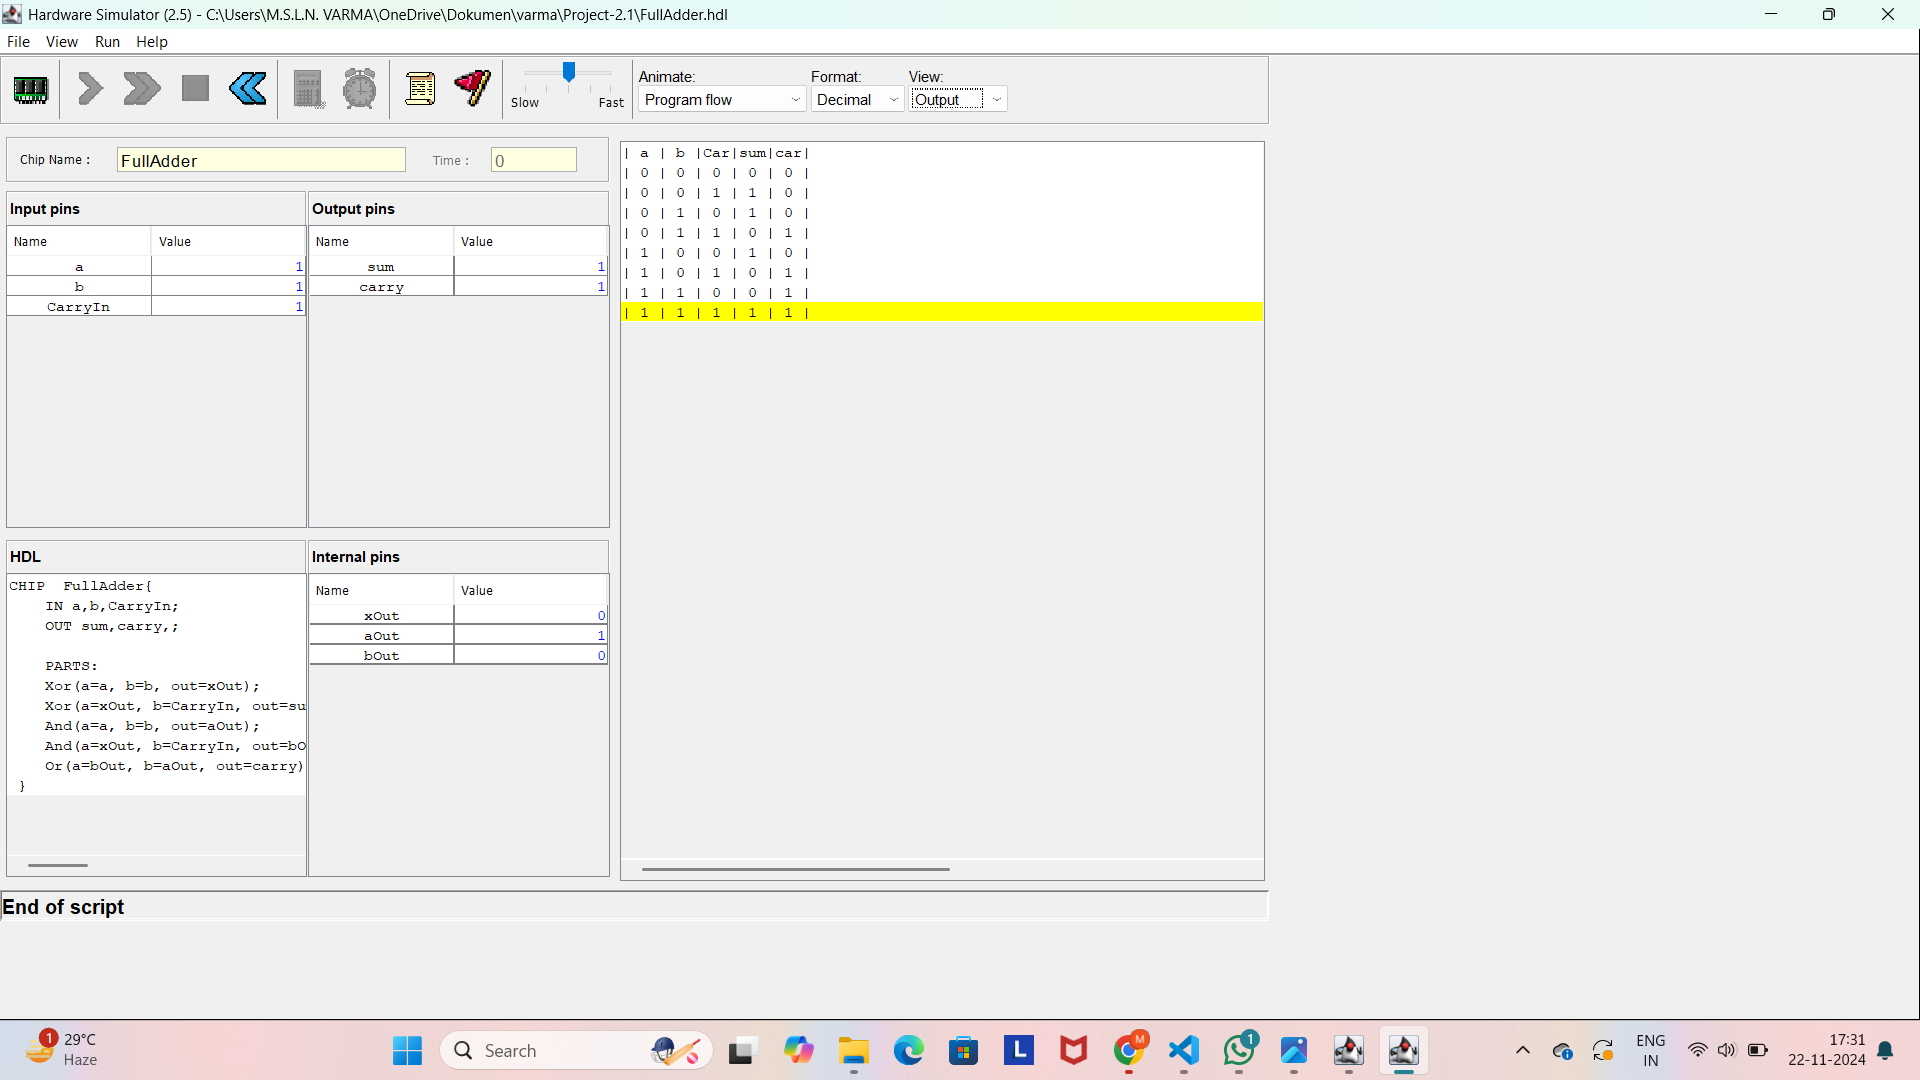 Hardware Simulator (2.5) - C:\Users\M.S.L.N. VARMA\OneDrive\Dokumen\varma\Project-2.1\FullAdder.hdl
File View Run Help
Slow Fast
Animate: Format: View:
Program flow Decimal Output
Chip Name : FullAdder Time : 0
Input pins
Name Value
a 1
b 1
CarryIn 1
Output pins
Name Value
sum 1
carry 1
| a | b |Car|sum|car|
| 0 | 0 | 0 | 0 | 0 |
| 0 | 0 | 1 | 1 | 0 |
| 0 | 1 | 0 | 1 | 0 |
| 0 | 1 | 1 | 0 | 1 |
| 1 | 0 | 0 | 1 | 0 |
| 1 | 0 | 1 | 0 | 1 |
| 1 | 1 | 0 | 0 | 1 |
| 1 | 1 | 1 | 1 | 1 |
HDL
CHIP  FullAdder{
IN a,b,CarryIn;
OUT sum,carry,;
PARTS:
Xor(a=a, b=b, out=xOut);
Xor(a=xOut, b=CarryIn, out=su
And(a=a, b=b, out=aOut);
And(a=xOut, b=CarryIn, out=bO
Or(a=bOut, b=aOut, out=carry)
}
Internal pins
Name Value
xOut 0
aOut 1
bOut 0
End of script
1
29°C
Haze
Search
L
M
1
ENG
IN
17:31
22-11-2024